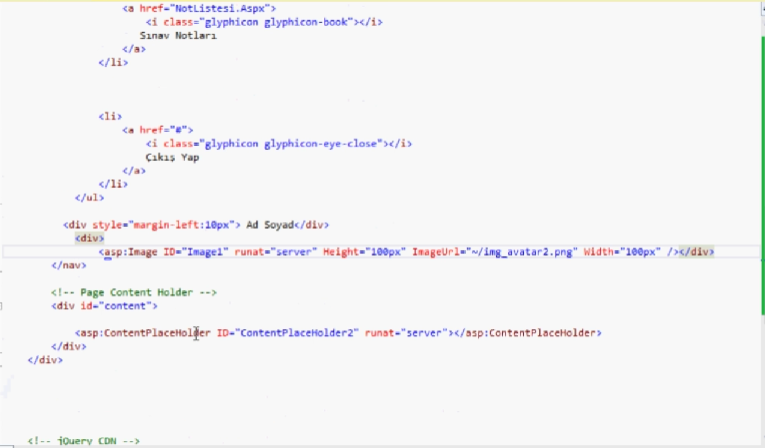 <a href="NotListesi.Aspx">
<i class="glyphicon glyphicon-book"></i>
Sınav Notları
</a>
</li>
<li>
<a href="#">
<i class="glyphicon glyphicon-eye-close"></i>
Çıkış Yap
</a>
</li>
</ul>
<div style="margin-left:10px"> Ad Soyad</div>
<div>
<asp:Image ID="Image1" runat="server" Height="100px" ImageUrl="~/img_avatar2.png" Width="100px" /></div>
</nav>
<!-- Page Content Holder -->
<div id="content">
<asp:ContentPlaceHolder ID="ContentPlaceHolder2" runat="server"></asp:ContentPlaceHolder>
</div>
</div>
<!-- jQuery CDN -->